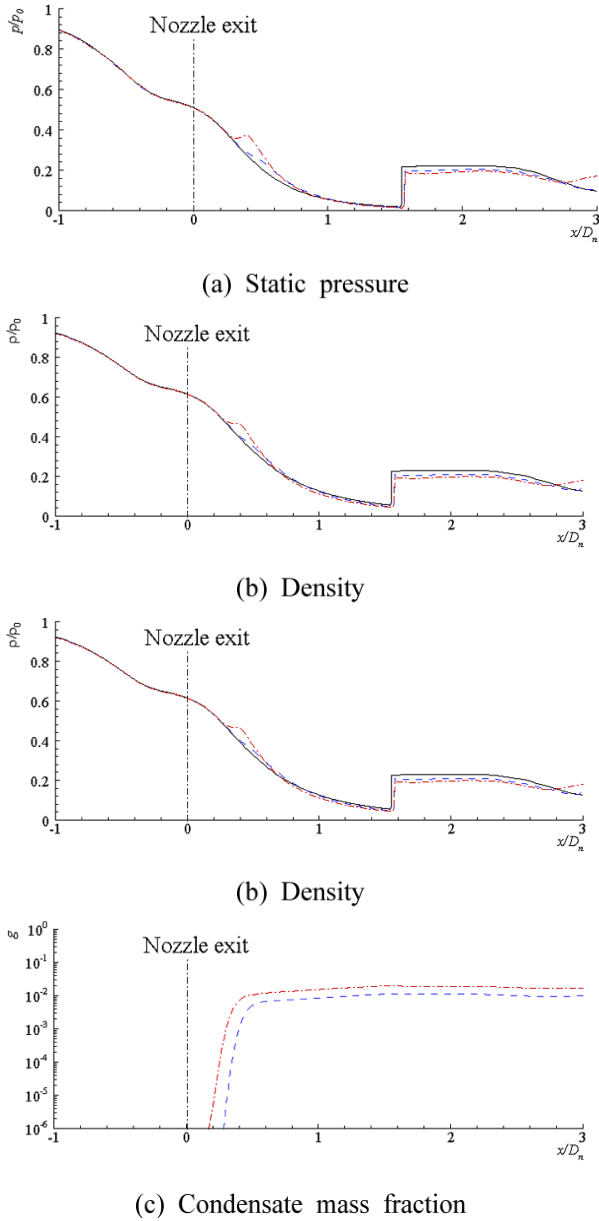 p/p0
1
Nozzle exit
0.8
0.6
0.4
0.2
0
-1 0 1 2 3
x/Dn
(a) Static pressure
ρ/ρ0
1
Nozzle exit
0.8
0.6
0.4
0.2
0
-1 0 1 2 3
x/Dn
(b) Density
ρ/ρ0
1
Nozzle exit
0.8
0.6
0.4
0.2
0
-1 0 1 2 3
x/Dn
(b) Density
g
10^0
Nozzle exit
10^-1
10^-2
10^-3
10^-4
10^-5
10^-6
-1 0 1 2 3
x/Dn
(c) Condensate mass fraction